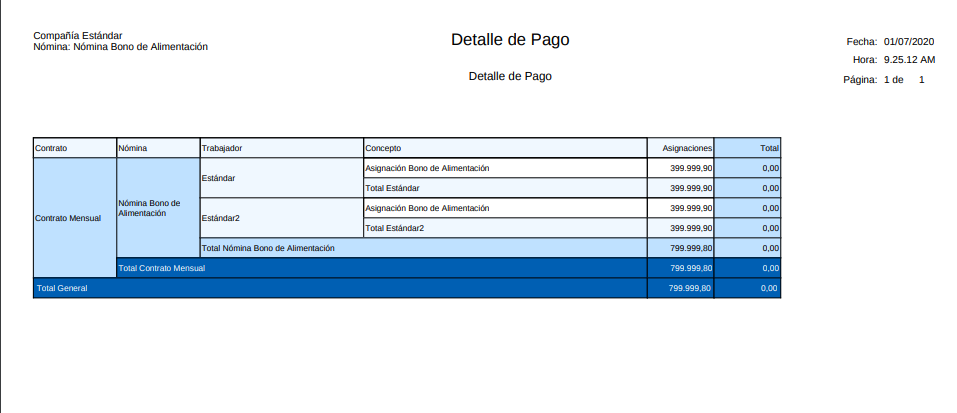 Compañía Estándar
Nómina: Nómina Bono de Alimentación
Detalle de Pago
Detalle de Pago
Fecha: 01/07/2020
Hora: 9.25.12 AM
Página: 1 de 1
Contrato Nómina Trabajador Concepto Asignaciones Total
Contrato Mensual
Nómina Bono de
Alimentación
Estándar
Asignación Bono de Alimentación 399.999,90 0,00
Total Estándar 399.999,90 0,00
Estándar2
Asignación Bono de Alimentación 399.999,90 0,00
Total Estándar2 399.999,90 0,00
Total Nómina Bono de Alimentación 799.999,80 0,00
Total Contrato Mensual 799.999,80 0,00
Total General 799.999,80 0,00